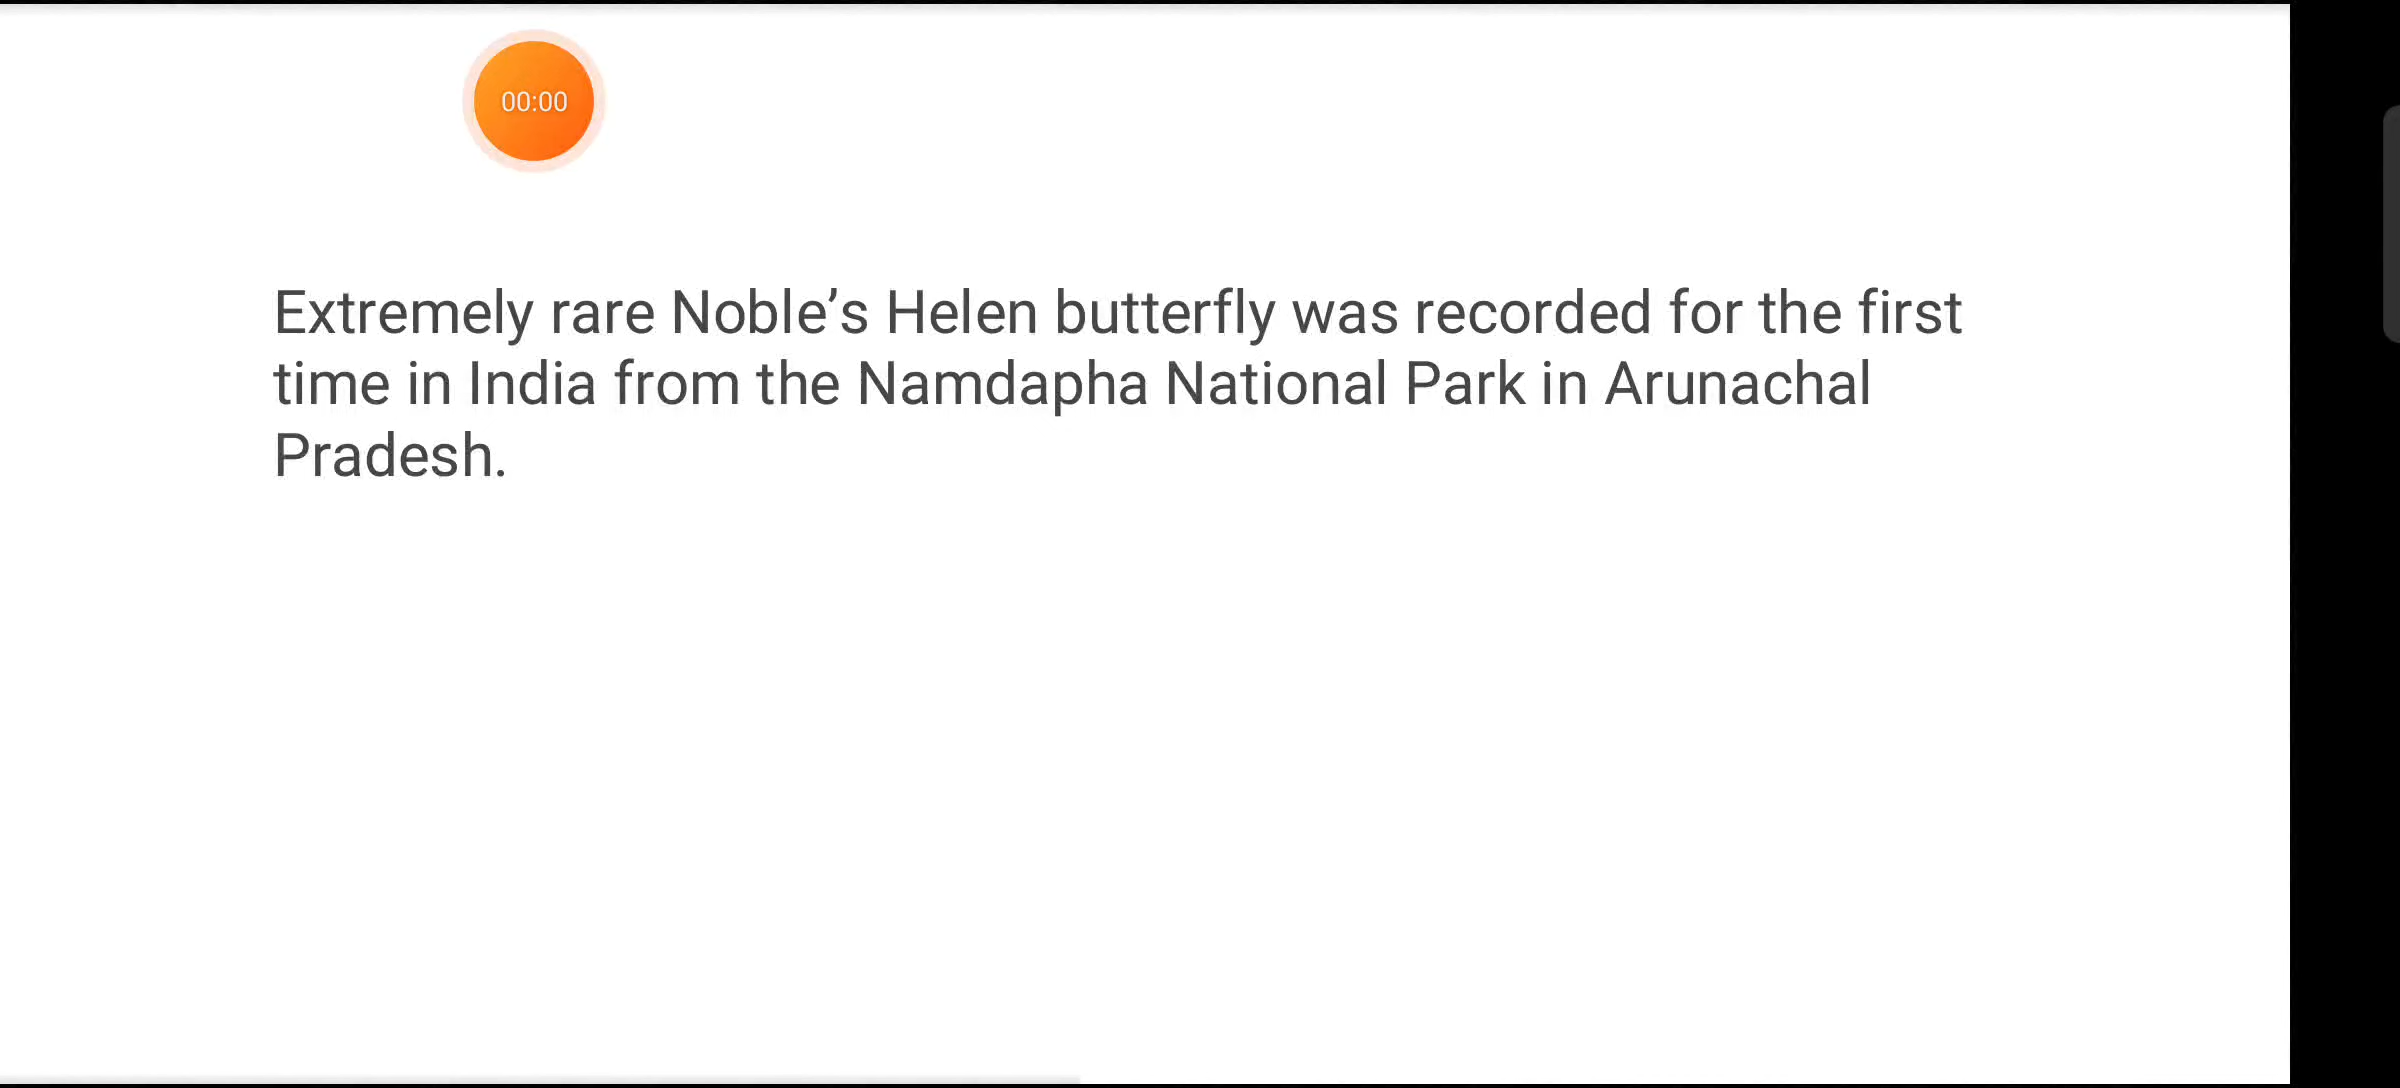 00:00
Extremely rare Noble’s Helen butterfly was recorded for the first
time in India from the Namdapha National Park in Arunachal
Pradesh.